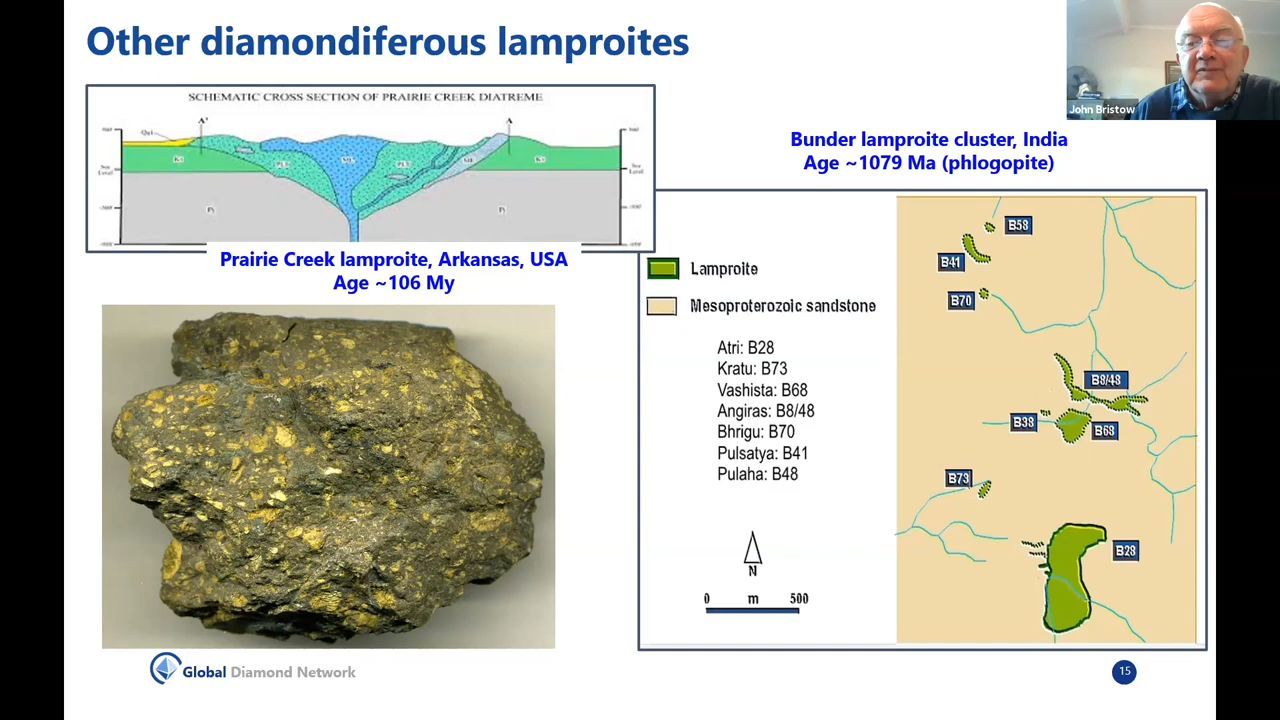 Other diamondiferous lamproites
John Bristow
SCHEMATIC CROSS SECTION OF PRAIRIE CREEK DIATREME
A'
A
Sea
Level
Prairie Creek lamproite, Arkansas, USA
Age ~106 My
Bunder lamproite cluster, India
Age ~1079 Ma (phlogopite)
Lamproite
Mesoproterozoic sandstone
Atri: B28
Kratu: B73
Vashista: B68
Angiras: B8/48
Bhrigu: B70
Pulsatya: B41
Pulaha: B48
N
0 m 500
B58
B41
B70
B8/48
B38
B68
B73
B28
Global Diamond Network
15